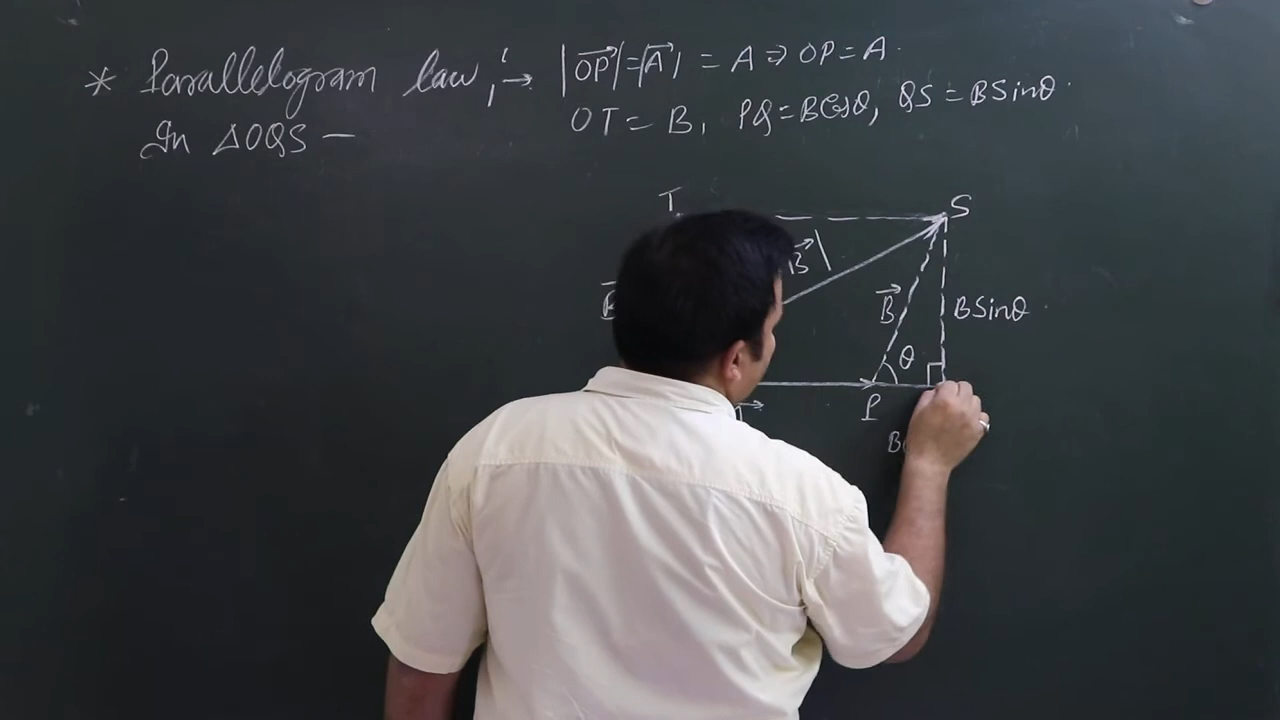 * Parallelogram law :→ |OP⃗| = |A⃗| = A ⇒ OP = A.
OT = B, PQ = BCosθ, QS = BSinθ.
In ΔOQS —
T
S
B⃗|
B⃗
BSinθ
θ
P